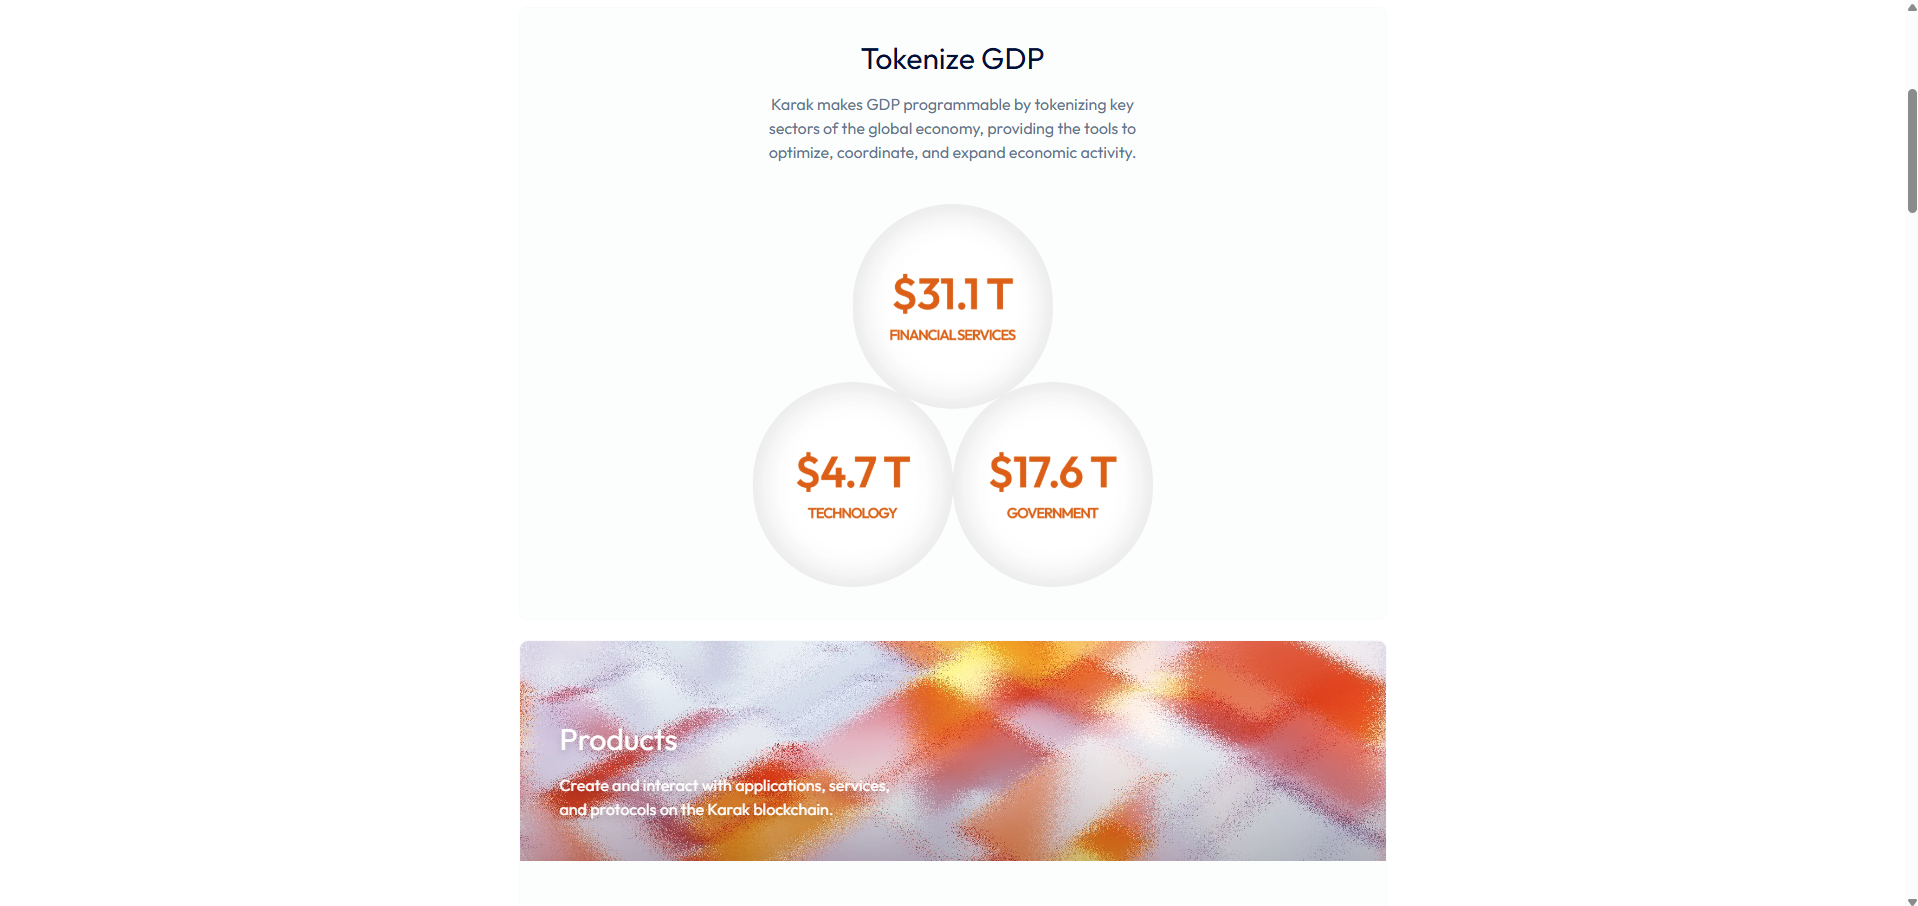 Tokenize GDP
Karak makes GDP programmable by tokenizing key
sectors of the global economy, providing the tools to
optimize, coordinate, and expand economic activity.
$31.1 T
FINANCIAL SERVICES
$4.7 T
TECHNOLOGY
$17.6 T
GOVERNMENT
Products
Create and interact with applications, services,
and protocols on the Karak blockchain.